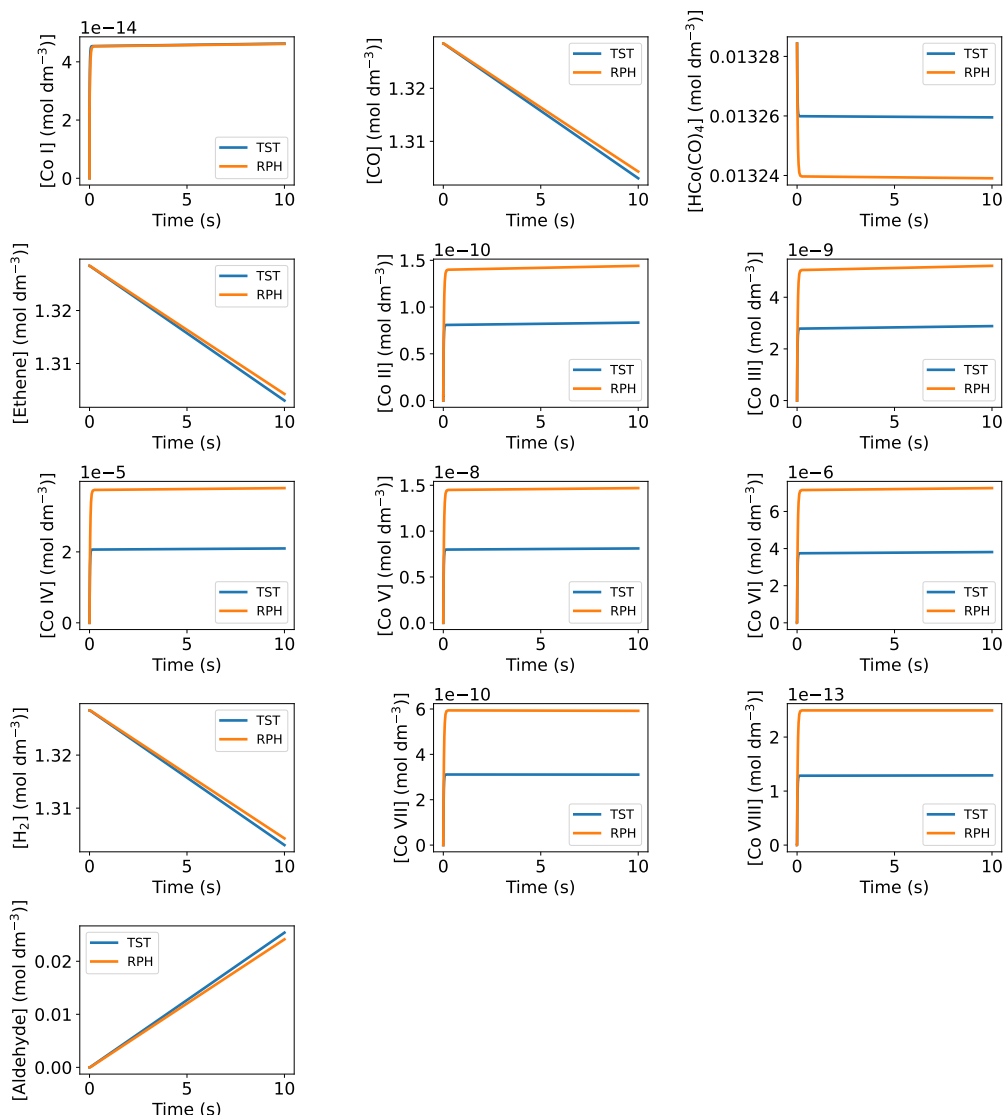 1e−14
[Co I] (mol dm⁻³)]
4
2
0
TST
RPH
0 5 10
Time (s)
[CO] (mol dm⁻³)]
1.32
1.31
TST
RPH
0 5 10
Time (s)
[HCo(CO)₄] (mol dm⁻³)]
0.01328
0.01326
0.01324
TST
RPH
0 5 10
Time (s)
[Ethene] (mol dm⁻³)]
1.32
1.31
TST
RPH
0 5 10
Time (s)
1e−10
[Co II] (mol dm⁻³)]
1.5
1.0
0.5
0.0
TST
RPH
0 5 10
Time (s)
1e−9
[Co III] (mol dm⁻³)]
4
2
0
TST
RPH
0 5 10
Time (s)
1e−5
[Co IV] (mol dm⁻³)]
2
0
TST
RPH
0 5 10
Time (s)
1e−8
[Co V] (mol dm⁻³)]
1.5
1.0
0.5
0.0
TST
RPH
0 5 10
Time (s)
1e−6
[Co VI] (mol dm⁻³)]
6
4
2
0
TST
RPH
0 5 10
Time (s)
[H₂] (mol dm⁻³)]
1.32
1.31
TST
RPH
0 5 10
Time (s)
1e−10
[Co VII] (mol dm⁻³)]
6
4
2
0
TST
RPH
0 5 10
Time (s)
1e−13
[Co VIII] (mol dm⁻³)]
2
1
0
TST
RPH
0 5 10
Time (s)
[Aldehyde] (mol dm⁻³)]
0.02
0.01
0.00
TST
RPH
0 5 10
Time (s)